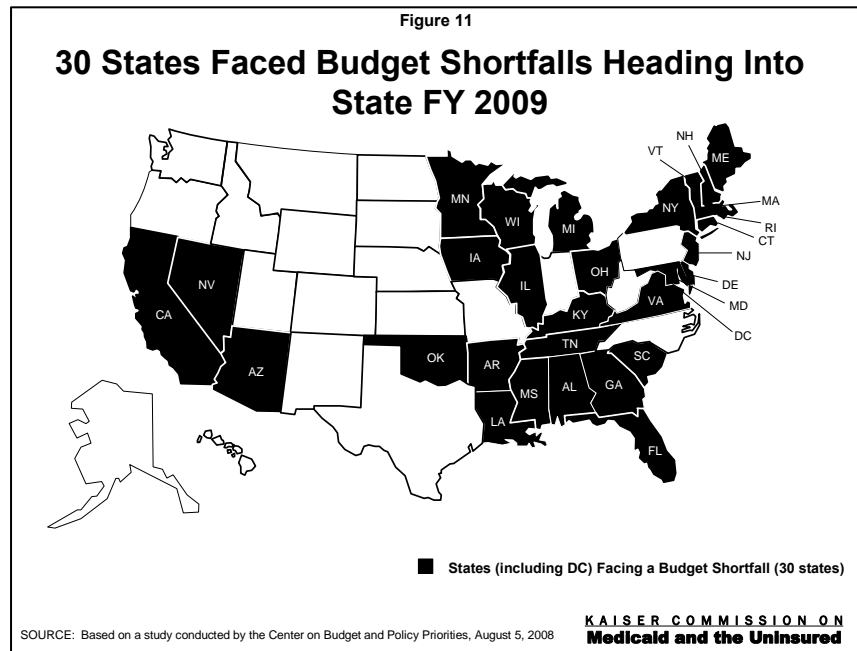 Figure 11
30 States Faced Budget Shortfalls Heading Into
State FY 2009
NH
VT
ME
MN
WI
MI
NY
MA
RI
CT
IA
NJ
NV
IL
OH
DE
CA
KY
VA
MD
DC
AZ
OK
AR
TN
SC
MS
AL
GA
LA
FL
States (including DC) Facing a Budget Shortfall (30 states)
SOURCE: Based on a study conducted by the Center on Budget and Policy Priorities, August 5, 2008
KAISER COMMISSION ON
Medicaid and the Uninsured